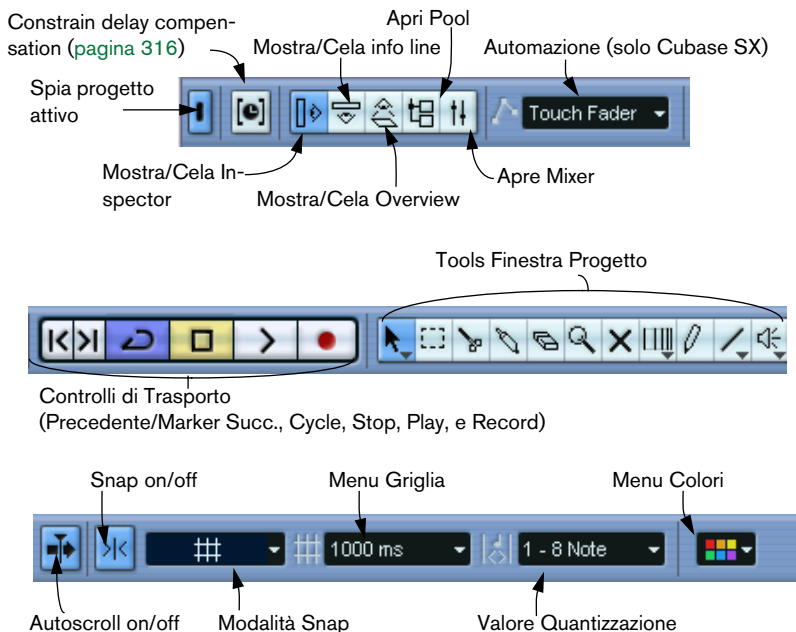 Constrain delay compen-
sation (pagina 316)
Apri Pool
Mostra/Cela info line
Automazione (solo Cubase SX)
Spia progetto
attivo
Touch Fader
Mostra/Cela In-
spector
Mostra/Cela Overview
Apre Mixer
Tools Finestra Progetto
Controlli di Trasporto
(Precedente/Marker Succ., Cycle, Stop, Play, e Record)
Snap on/off
Menu Griglia
Menu Colori
1000 ms
1 - 8 Note
Autoscroll on/off
Modalità Snap
Valore Quantizzazione